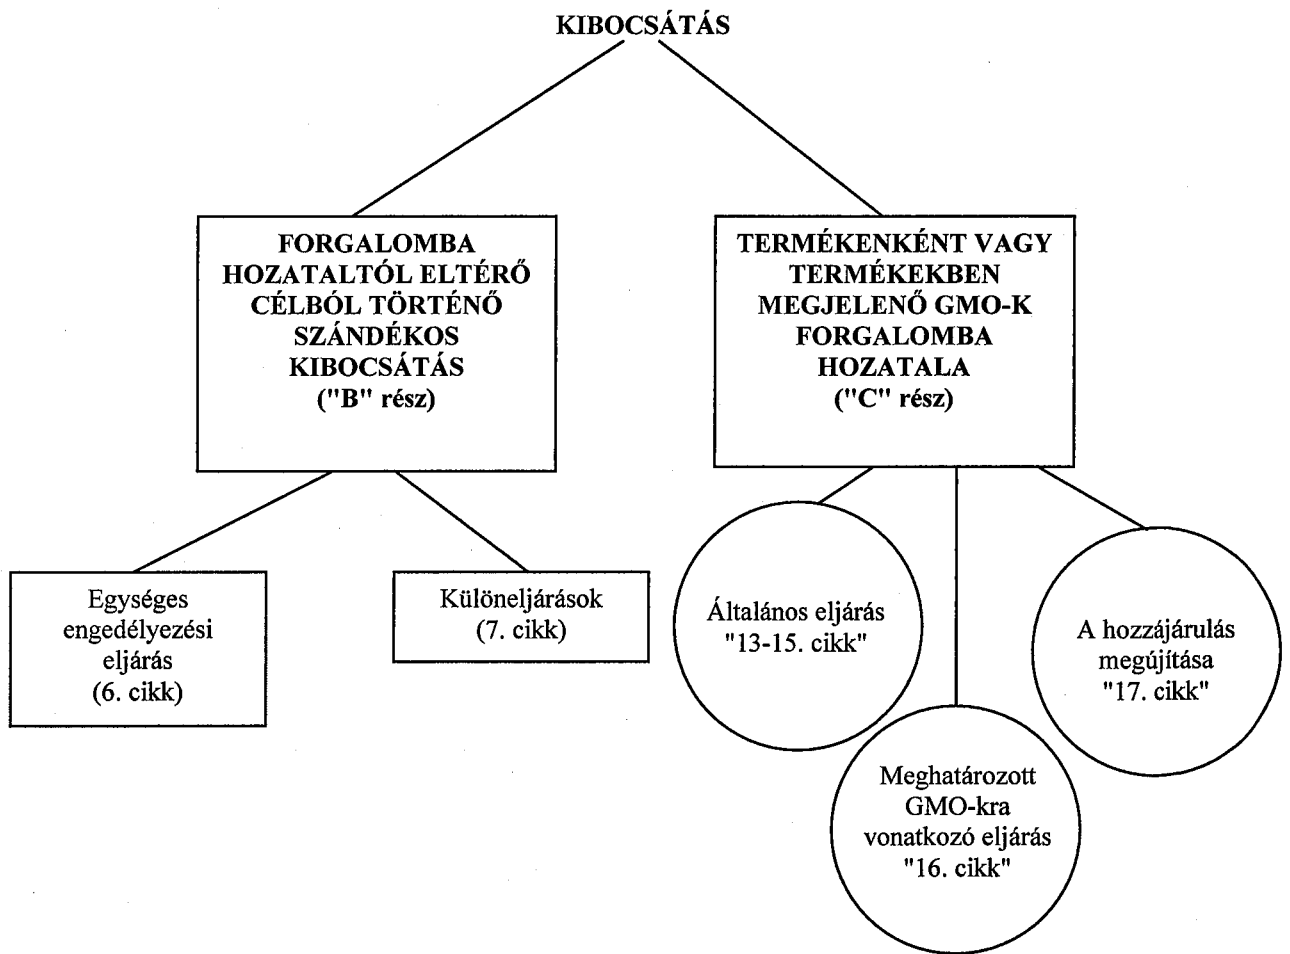 KIBOCSÁTÁS
FORGALOMBA
HOZATALTÓL ELTÉRŐ
CÉLBÓL TÖRTÉNŐ
SZÁNDÉKOS
KIBOCSÁTÁS
("B" rész)
TERMÉKENKÉNT VAGY
TERMÉKEKBEN
MEGJELENŐ GMO-K
FORGALOMBA
HOZATALA
("C" rész)
Egységes
engedélyezési
eljárás
(6. cikk)
Különeljárások
(7. cikk)
Általános eljárás
"13-15. cikk"
Meghatározott
GMO-kra
vonatkozó eljárás
"16. cikk"
A hozzájárulás
megújítása
"17. cikk"